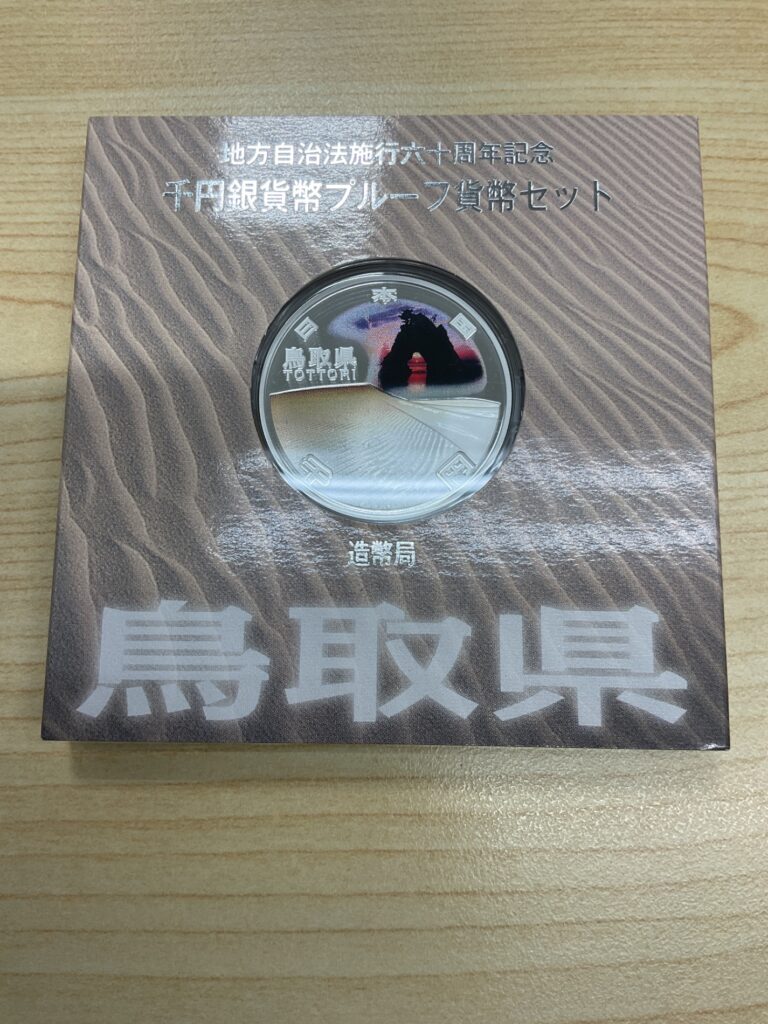 地方自治法施行六十周年記念
千円銀貨幣プルーフ貨幣セット
日本国
鳥取県
TOTTORI
千円
造幣局
鳥取県